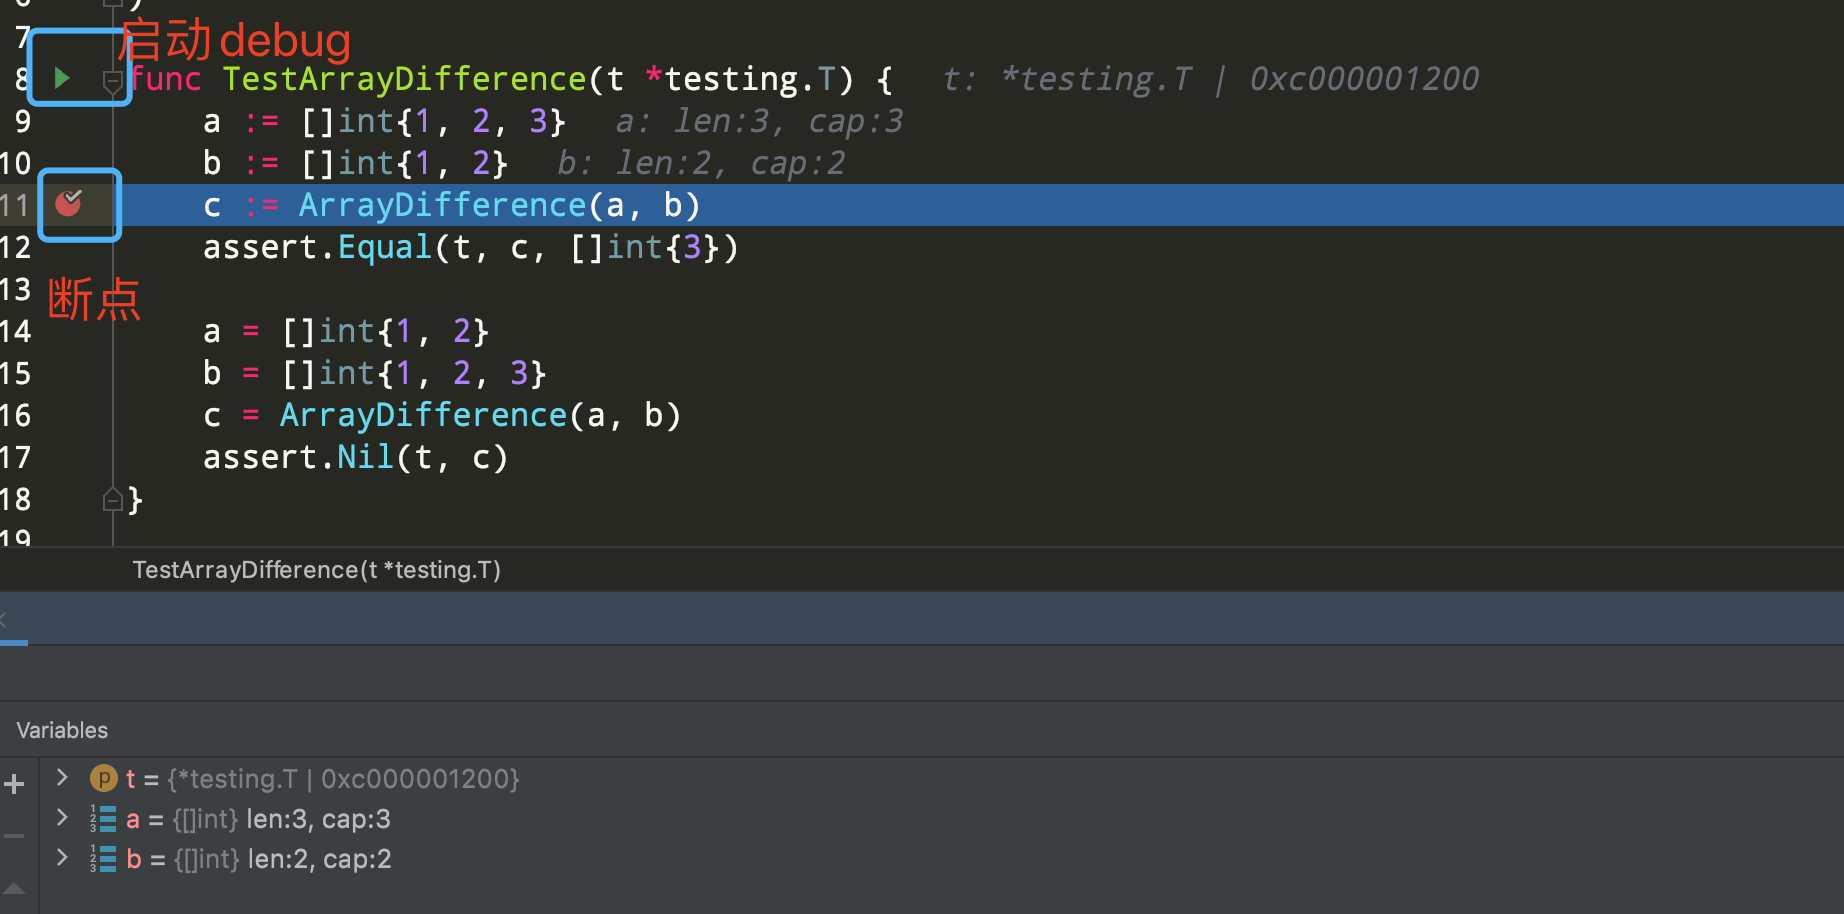 7
启动debug
8 func TestArrayDifference(t *testing.T) { t: *testing.T | 0xc000001200
9 a := []int{1, 2, 3} a: len:3, cap:3
10 b := []int{1, 2} b: len:2, cap:2
11 c := ArrayDifference(a, b)
12 assert.Equal(t, c, []int{3})
13
断点
14 a = []int{1, 2}
15 b = []int{1, 2, 3}
16 c = ArrayDifference(a, b)
17 assert.Nil(t, c)
18 }
19
TestArrayDifference(t *testing.T)
Variables
p t = {*testing.T | 0xc000001200}
a = {[]int} len:3, cap:3
b = {[]int} len:2, cap:2